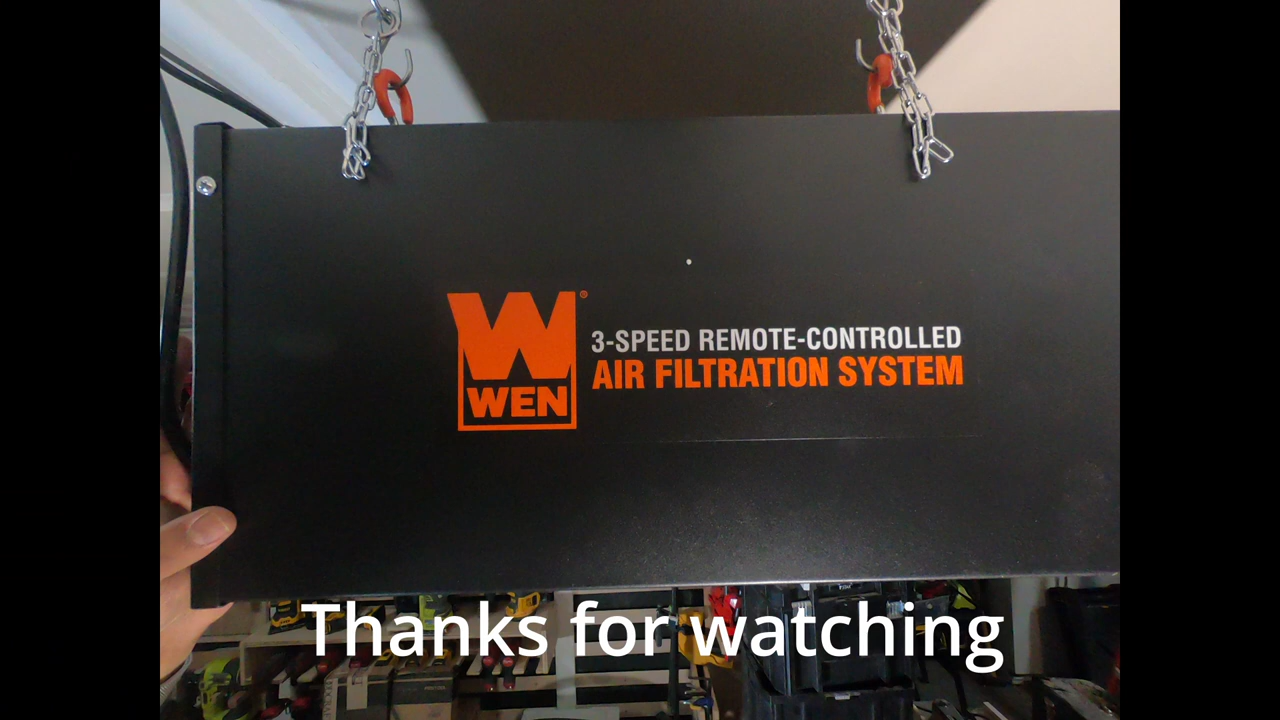 W®
WEN
3-SPEED REMOTE-CONTROLLED
AIR FILTRATION SYSTEM
Thanks for watching